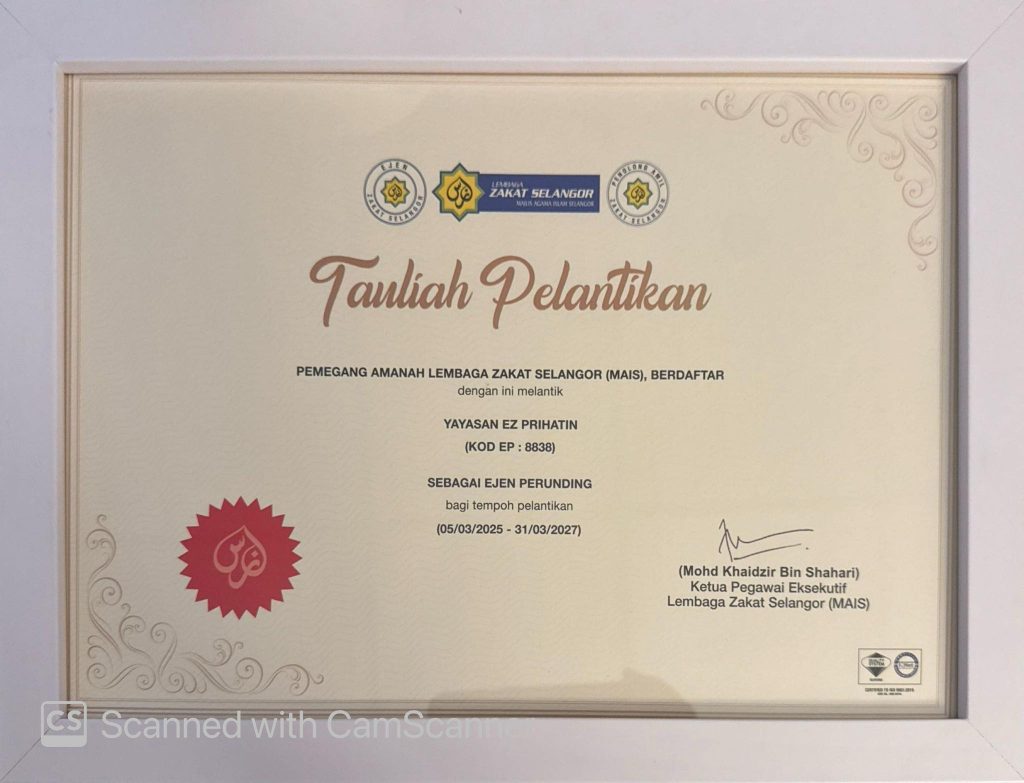 EJEN
ZAKAT SELANGOR
LEMBAGA
ZAKAT SELANGOR
MAJLIS AGAMA ISLAM SELANGOR
PENOLONG AMIL
ZAKAT SELANGOR
Tauliah Pelantikan
PEMEGANG AMANAH LEMBAGA ZAKAT SELANGOR (MAIS), BERDAFTAR
dengan ini melantik
YAYASAN EZ PRIHATIN
(KOD EP : 8838)
SEBAGAI EJEN PERUNDING
bagi tempoh pelantikan
(05/03/2025 - 31/03/2027)
(Mohd Khaidzir Bin Shahari)
Ketua Pegawai Eksekutif
Lembaga Zakat Selangor (MAIS)
CS Scanned with CamScanner